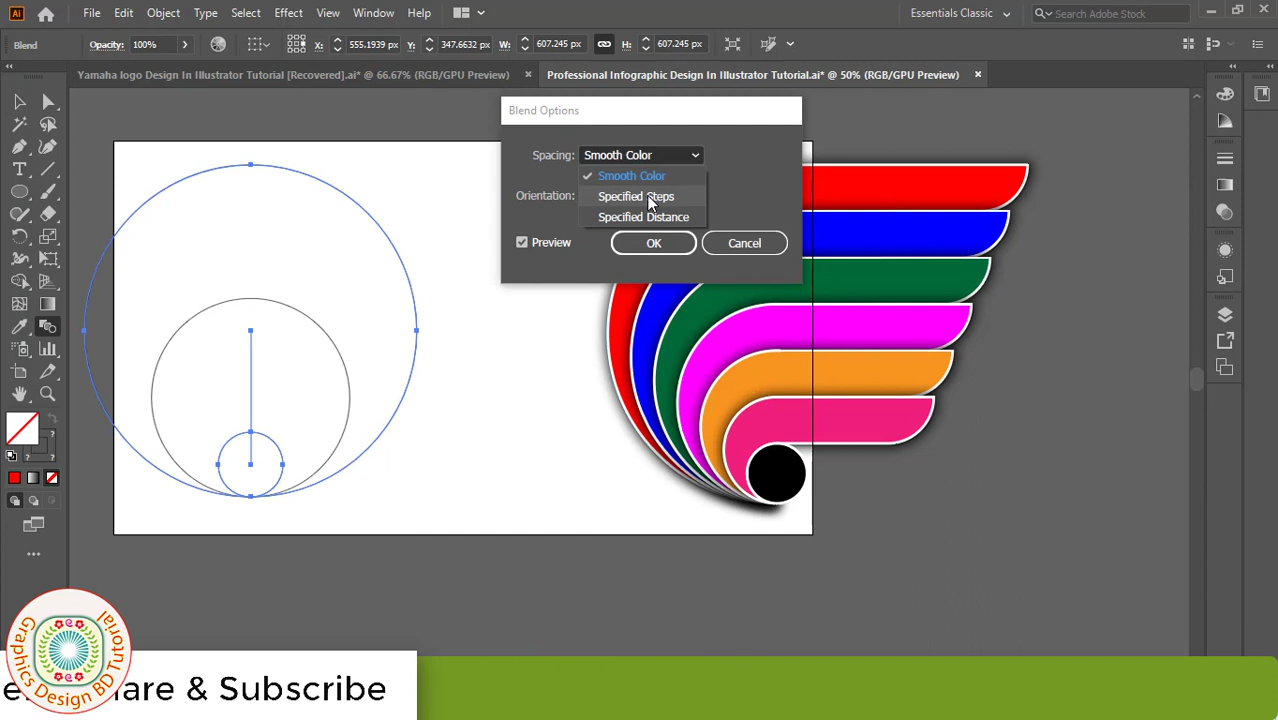 Ai File Edit Object Type Select Effect View Window Help Essentials Classic Search Adobe Stock
Blend Opacity: 100% X: 555.1939 px Y: 347.6632 px W: 607.245 px H: 607.245 px
Yamaha logo Design In Illustrator Tutorial [Recovered].ai* @ 66.67% (RGB/GPU Preview) Professional Infographic Design In Illustrator Tutorial.ai* @ 50% (RGB/GPU Preview)
Blend Options
Spacing: Smooth Color
Smooth Color
Orientation: Specified Steps
Specified Distance
Preview OK Cancel
Graphics Design BD Tutorial
& Subscribe